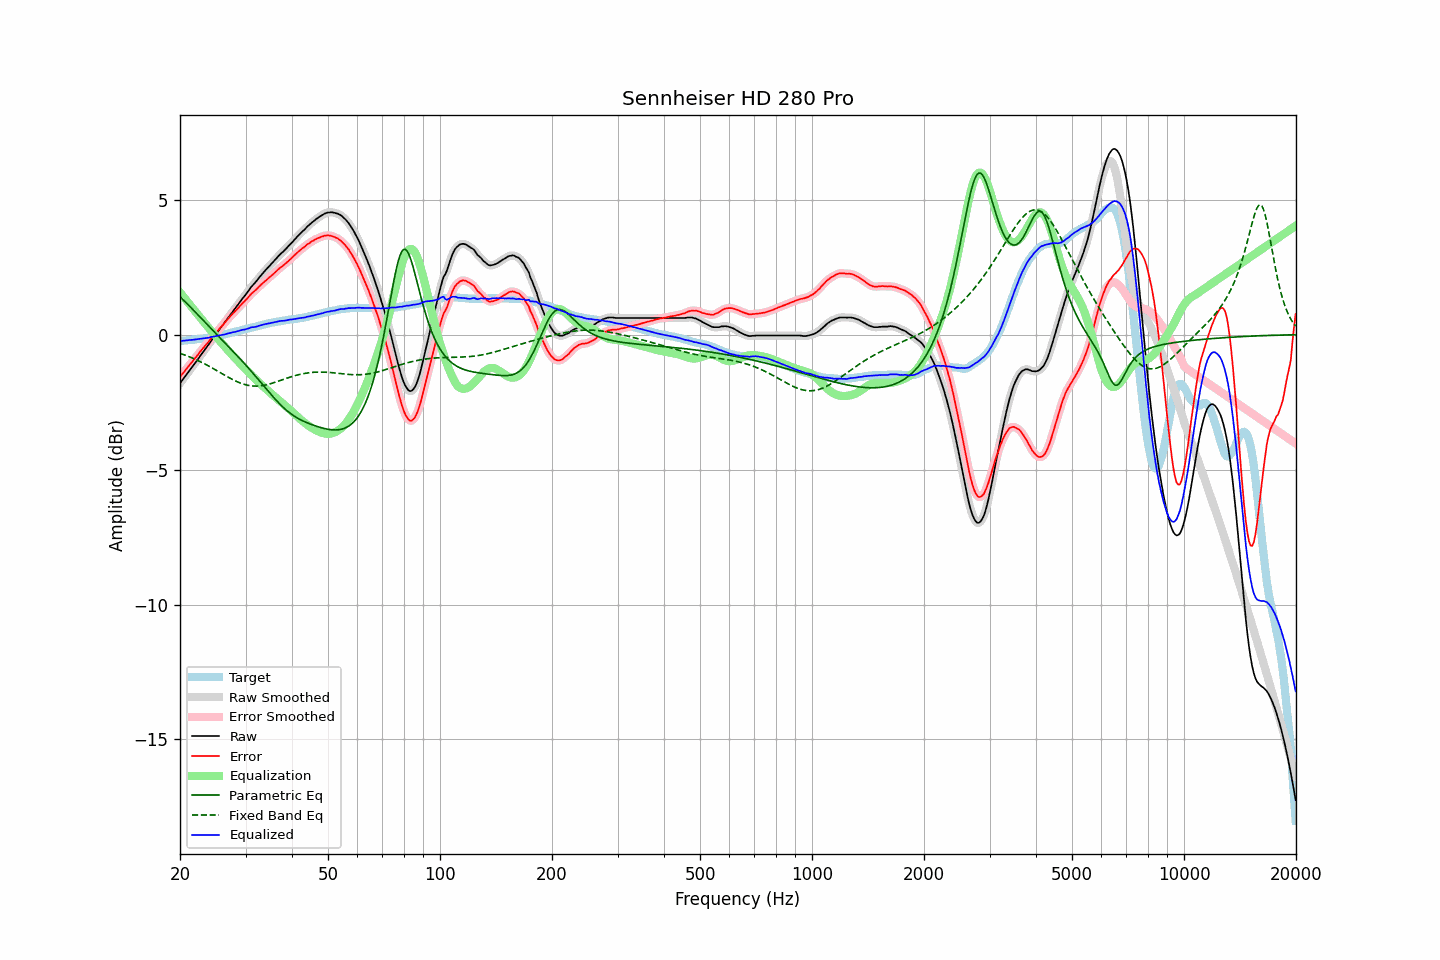 Sennheiser HD 280 Pro
Amplitude (dBr)
5
0
−5
−10
−15
Target
Raw Smoothed
Error Smoothed
Raw
Error
Equalization
Parametric Eq
Fixed Band Eq
Equalized
20 50 100 200 500 1000 2000 5000 10000 20000
Frequency (Hz)